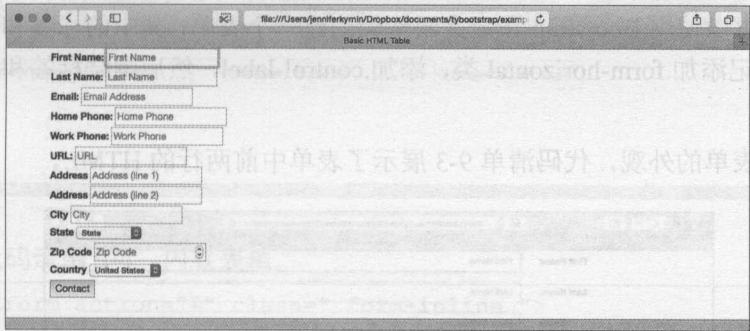 file:///Users/jenniferkymin/Dropbox/documents/tybootstrap/exampl
Basic HTML Table
First Name: First Name
Last Name: Last Name
Email: Email Address
Home Phone: Home Phone
Work Phone: Work Phone
URL: URL
Address Address (line 1)
Address Address (line 2)
City City
State State
Zip Code Zip Code
Country United States
Contact